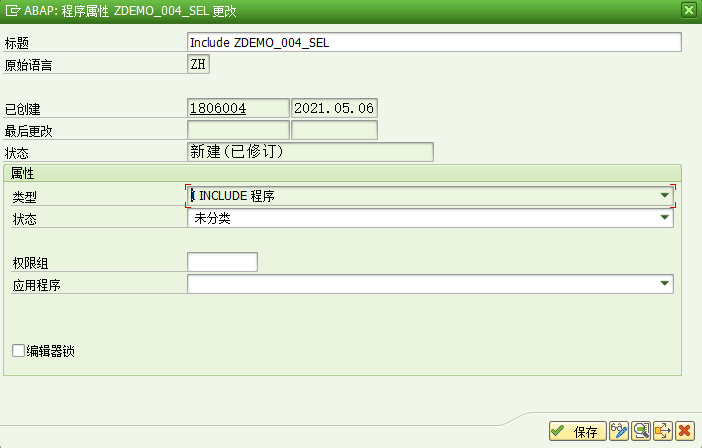 ABAP: 程序属性 ZDEMO_004_SEL 更改
标题 Include ZDEMO_004_SEL
原始语言 ZH
已创建 1806004 2021.05.06
最后更改
状态 新建(已修订)
属性
类型 I INCLUDE 程序
状态 未分类
权限组
应用程序
编辑器锁
保存